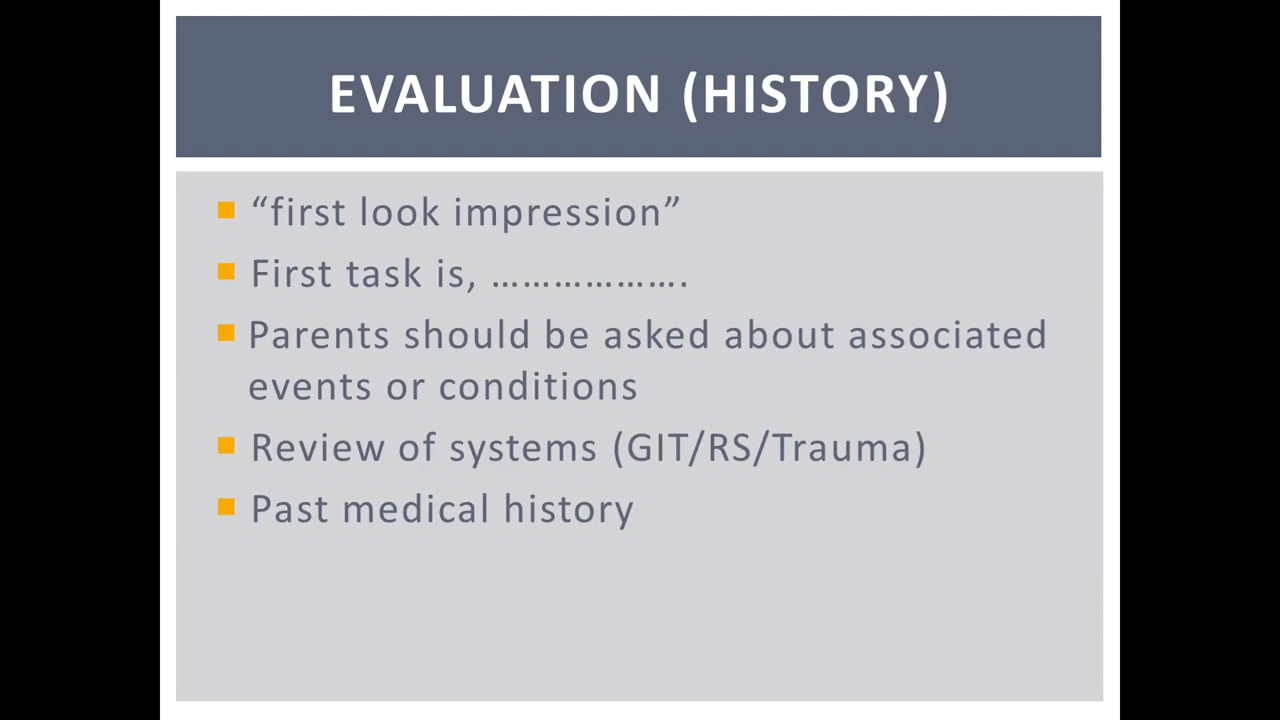 EVALUATION (HISTORY)
“first look impression”
First task is, ……………….
Parents should be asked about associated
events or conditions
Review of systems (GIT/RS/Trauma)
Past medical history